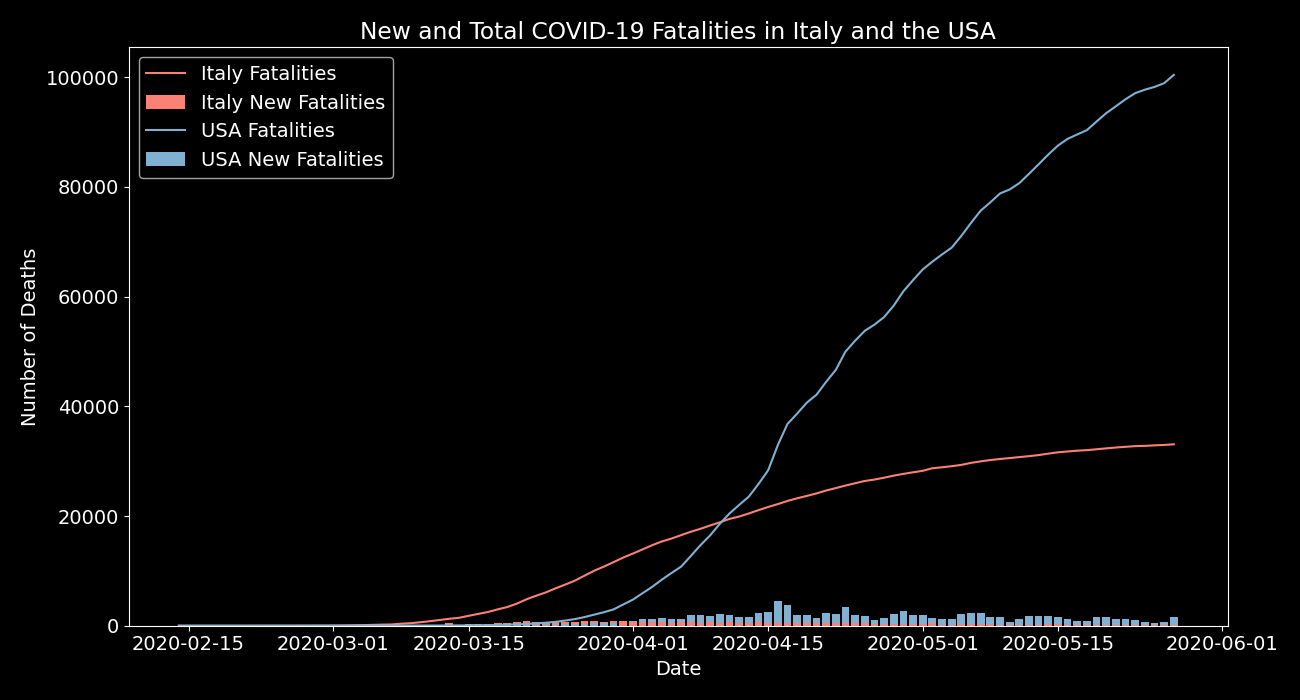 New and Total COVID-19 Fatalities in Italy and the USA
Italy Fatalities
Italy New Fatalities
USA Fatalities
USA New Fatalities
Number of Deaths
100000
80000
60000
40000
20000
0
2020-02-15 2020-03-01 2020-03-15 2020-04-01 2020-04-15 2020-05-01 2020-05-15 2020-06-01
Date